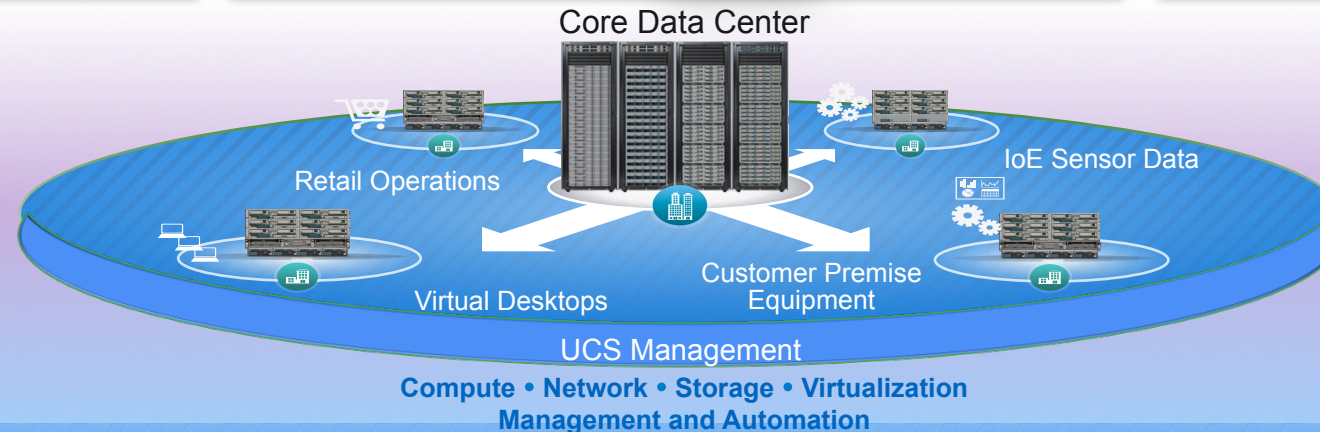 Core Data Center
Retail Operations
IoE Sensor Data
Virtual Desktops
Customer Premise
Equipment
UCS Management
Compute • Network • Storage • Virtualization
Management and Automation